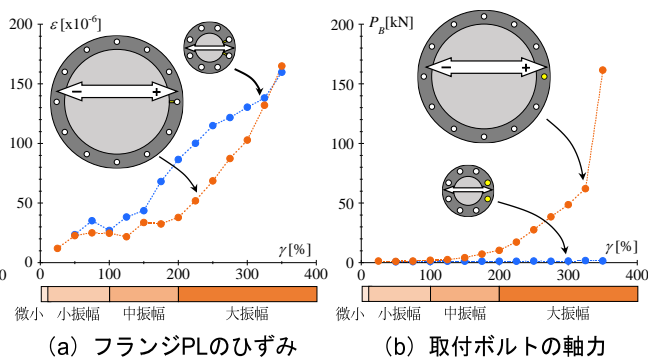 ε [x10-6]
200
150
100
50
0
0
100
200
300
400
γ [%]
微小
小振幅
中振幅
大振幅
(a) フランジPLのひずみ
PB[kN]
200
150
100
50
0
0
100
200
300
400
γ [%]
微小
小振幅
中振幅
大振幅
(b) 取付ボルトの軸力
− +
− +
0